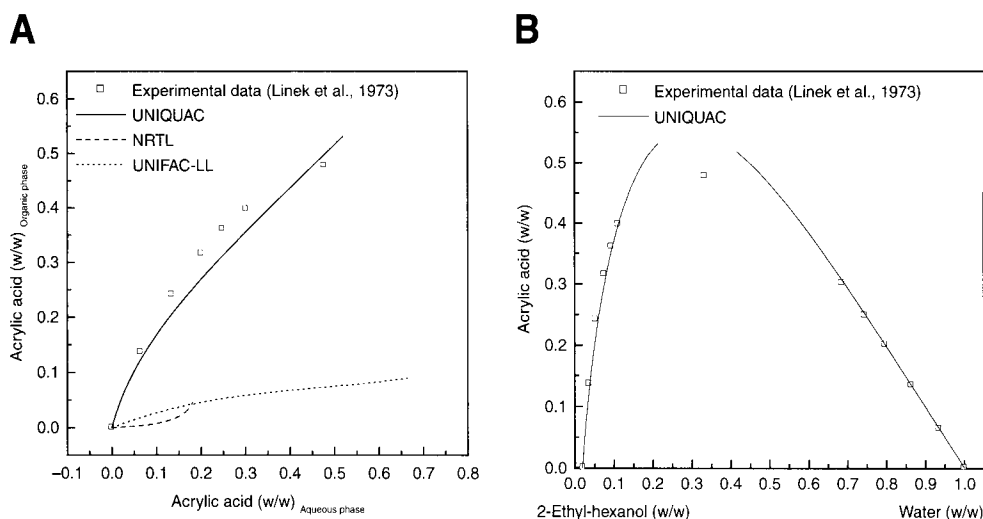 A
Experimental data (Linek et al., 1973)
UNIQUAC
NRTL
UNIFAC-LL
0.6
0.5
0.4
0.3
0.2
0.1
0.0
Acrylic acid (w/w) Organic phase
−0.1 0.0 0.1 0.2 0.3 0.4 0.5 0.6 0.7 0.8
Acrylic acid (w/w) Aqueous phase
B
Experimental data (Linek et al., 1973)
UNIQUAC
0.6
0.5
0.4
0.3
0.2
0.1
0.0
Acrylic acid (w/w)
0.0 0.1 0.2 0.3 0.4 0.5 0.6 0.7 0.8 0.9 1.0
2-Ethyl-hexanol (w/w) Water (w/w)